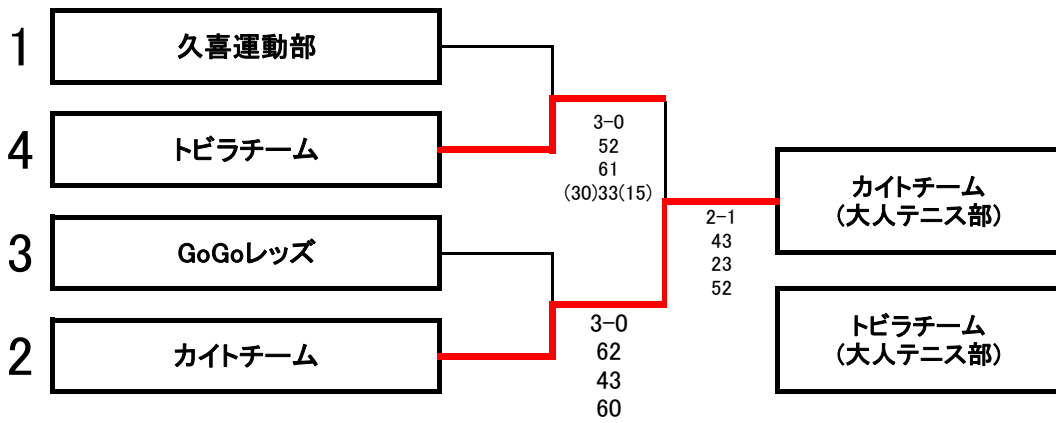 1
久喜運動部
4
トビラチーム
3-0
52
61
(30)33(15)
3
GoGoレッズ
2
カイトチーム
3-0
62
43
60
2-1
43
23
52
カイトチーム
(大人テニス部)
トビラチーム
(大人テニス部)